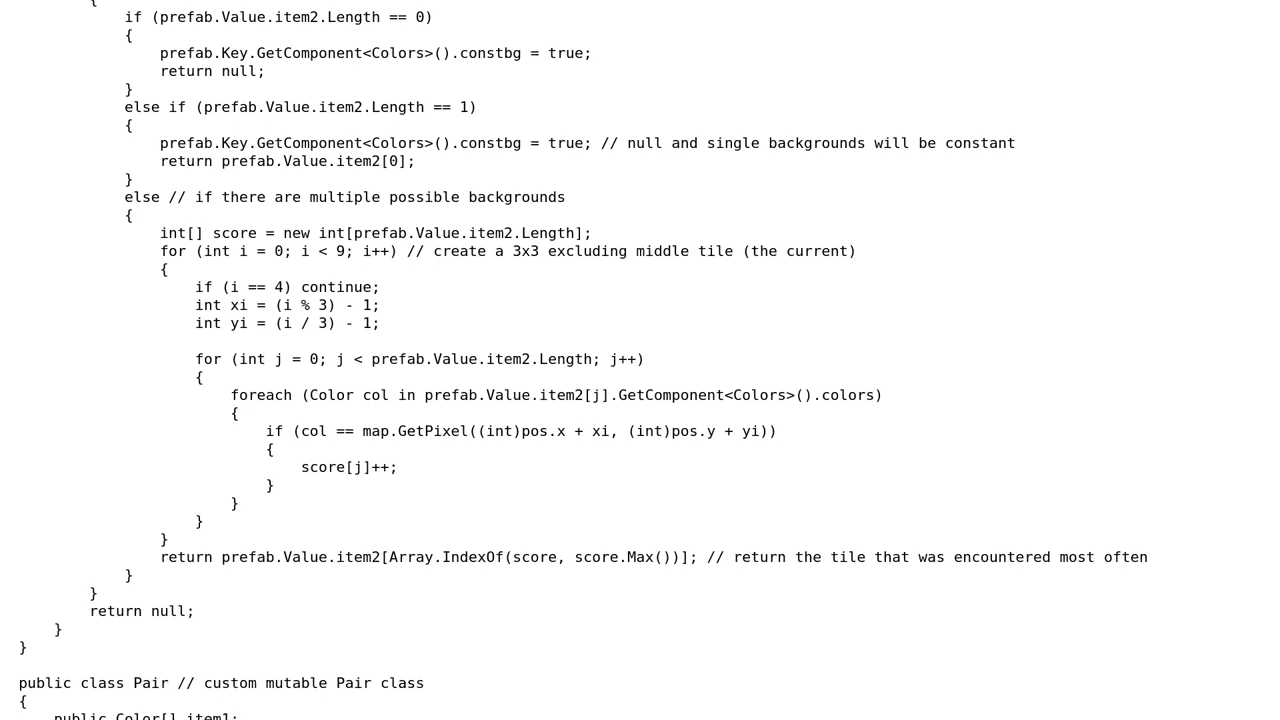 {
if (prefab.Value.item2.Length == 0)
{
prefab.Key.GetComponent<Colors>().constbg = true;
return null;
}
else if (prefab.Value.item2.Length == 1)
{
prefab.Key.GetComponent<Colors>().constbg = true; // null and single backgrounds will be constant
return prefab.Value.item2[0];
}
else // if there are multiple possible backgrounds
{
int[] score = new int[prefab.Value.item2.Length];
for (int i = 0; i < 9; i++) // create a 3x3 excluding middle tile (the current)
{
if (i == 4) continue;
int xi = (i % 3) - 1;
int yi = (i / 3) - 1;
for (int j = 0; j < prefab.Value.item2.Length; j++)
{
foreach (Color col in prefab.Value.item2[j].GetComponent<Colors>().colors)
{
if (col == map.GetPixel((int)pos.x + xi, (int)pos.y + yi))
{
score[j]++;
}
}
}
}
return prefab.Value.item2[Array.IndexOf(score, score.Max())]; // return the tile that was encountered most often
}
}
return null;
}
}
public class Pair // custom mutable Pair class
{
public Color[] item1;